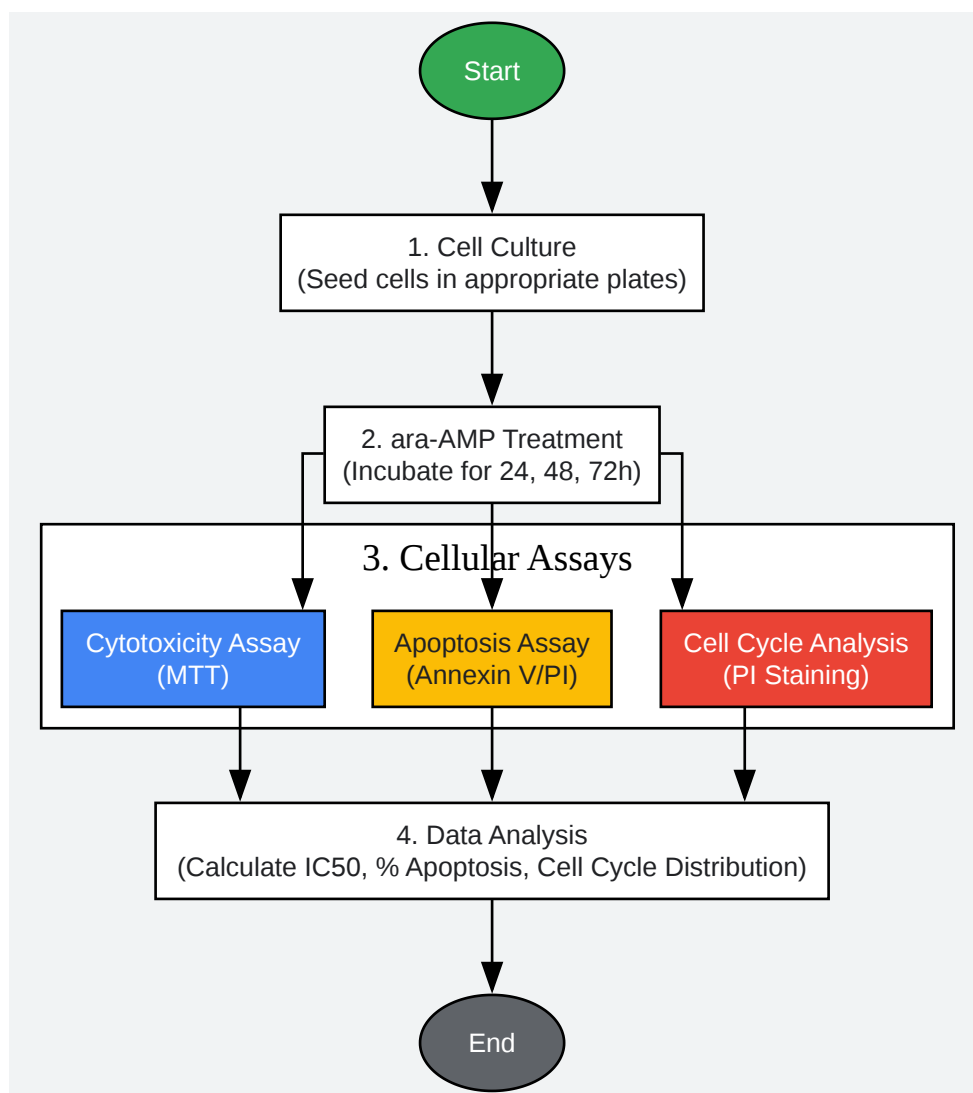 Start
1. Cell Culture
(Seed cells in appropriate plates)
2. ara-AMP Treatment
(Incubate for 24, 48, 72h)
3. Cellular Assays
Cytotoxicity Assay
(MTT)
Apoptosis Assay
(Annexin V/PI)
Cell Cycle Analysis
(PI Staining)
4. Data Analysis
(Calculate IC50, % Apoptosis, Cell Cycle Distribution)
End